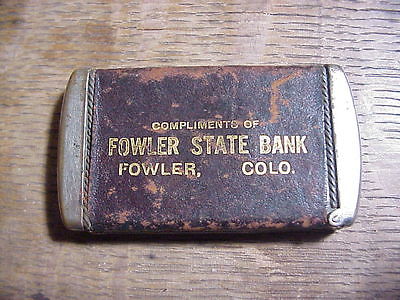 COMPLIMENTS OF
FOWLER STATE BANK
FOWLER, COLO.